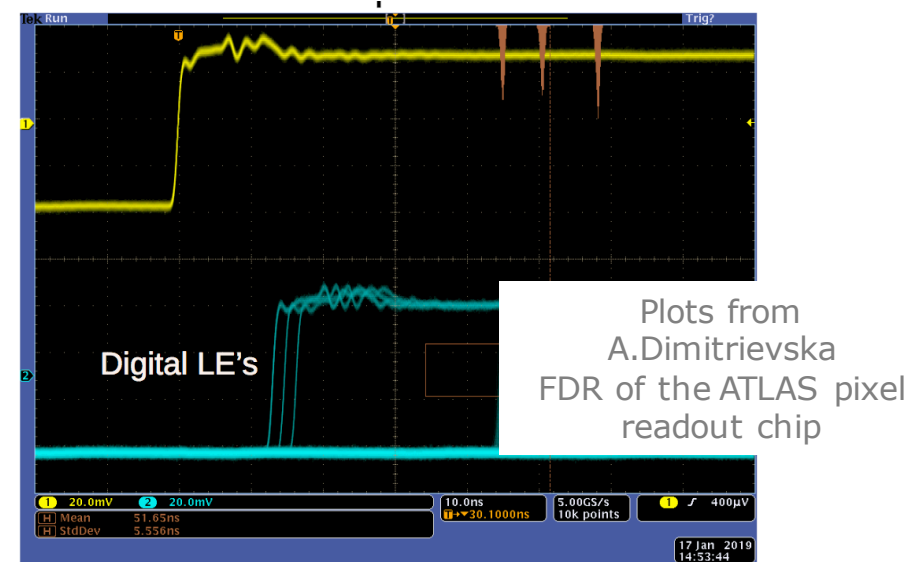 Tek Run
Trig?
T
T
1
Digital LE's
2
Plots from
A.Dimitrievska
FDR of the ATLAS pixel
readout chip
1 20.0mV 2 20.0mV
10.0ns
T→▼30.1000ns
5.00GS/s
10k points
1 400µV
H Mean 51.65ns
H StdDev 5.556ns
17 Jan 2019
14:53:44